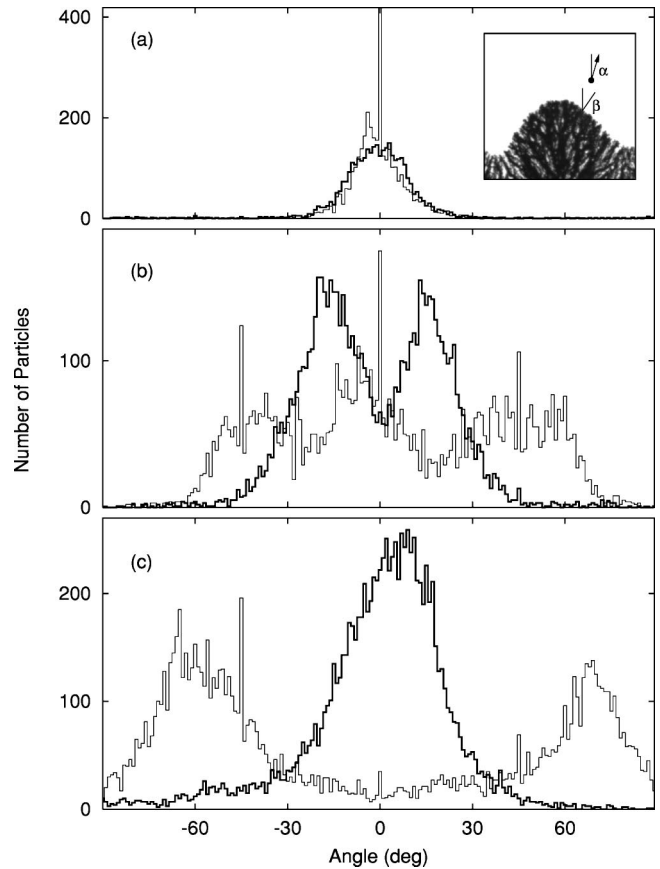 400
(a)
α
β
200
0
(b)
100
0
Number of Particles
(c)
200
100
0
-60 -30 0 30 60
Angle (deg)